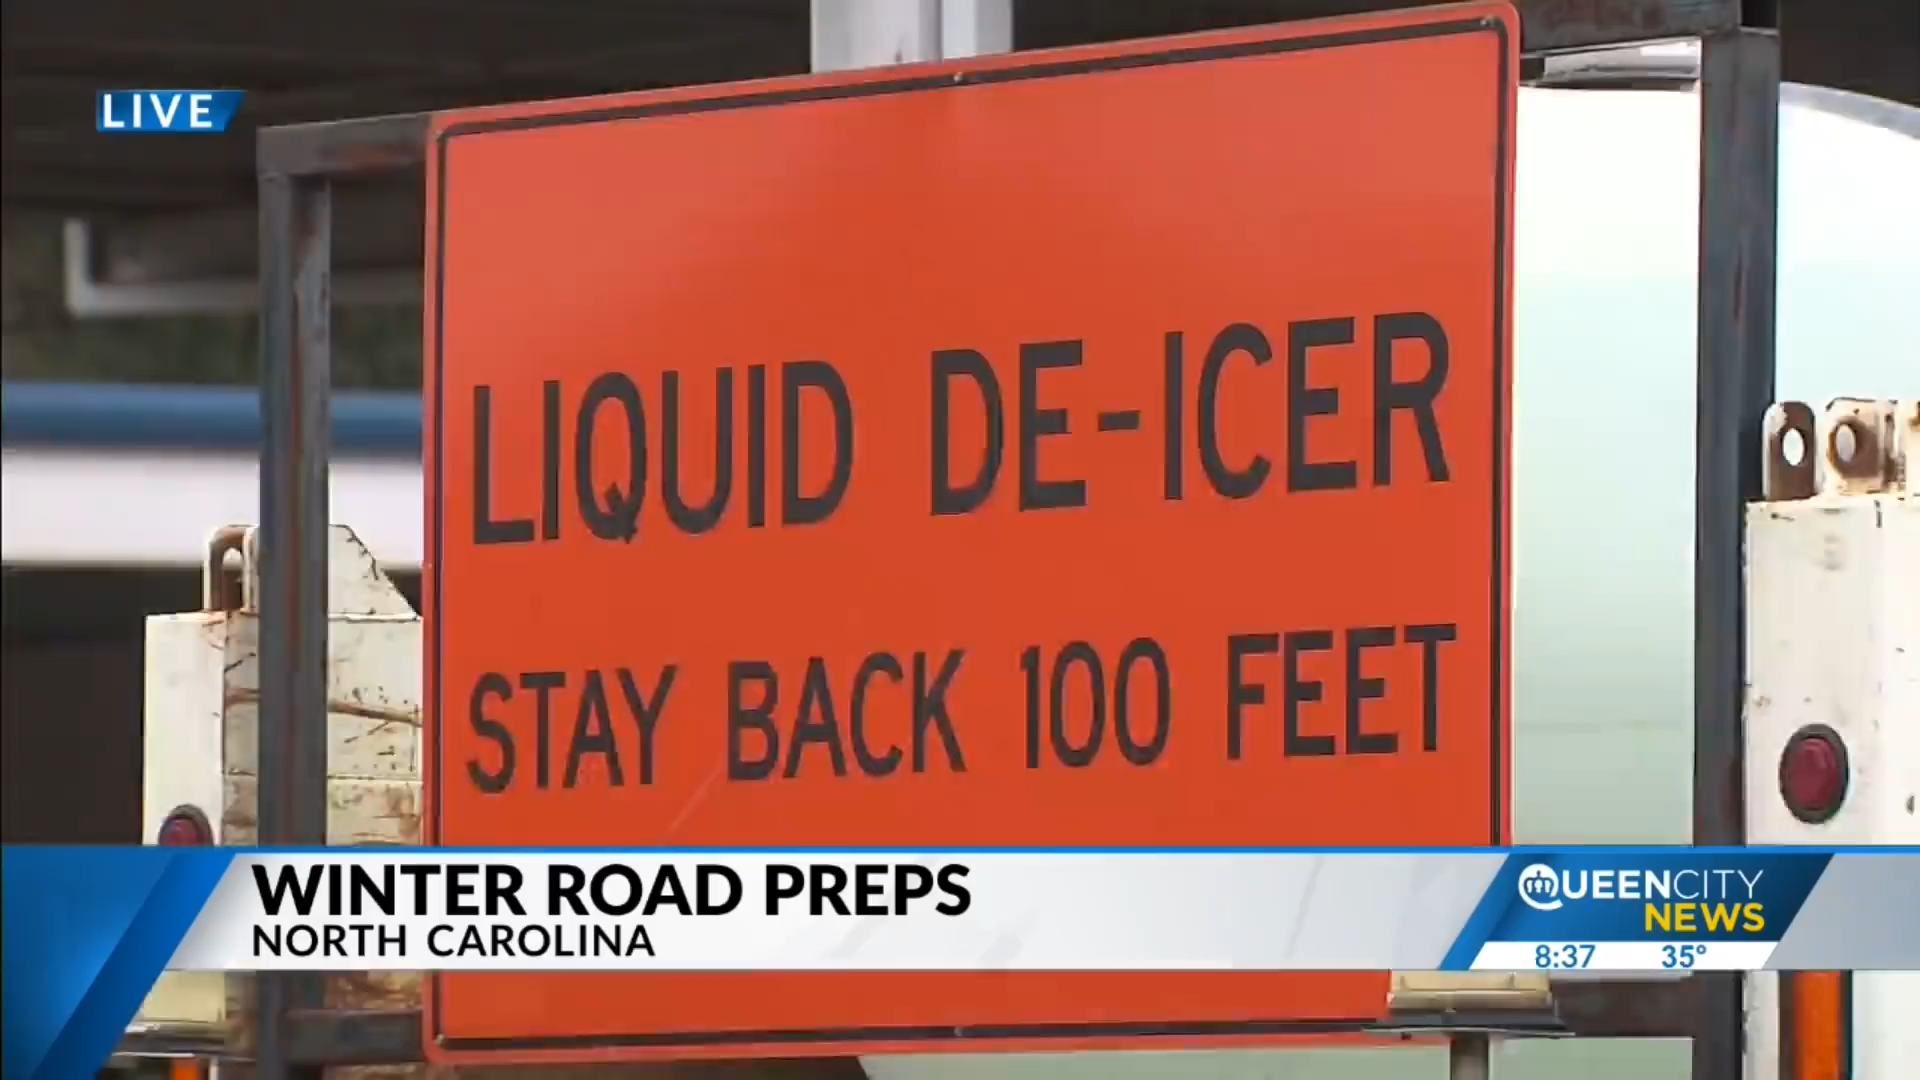 LIVE
LIQUID DE-ICER
STAY BACK 100 FEET
WINTER ROAD PREPS
NORTH CAROLINA
QUEENCITY
NEWS
8:37 35°